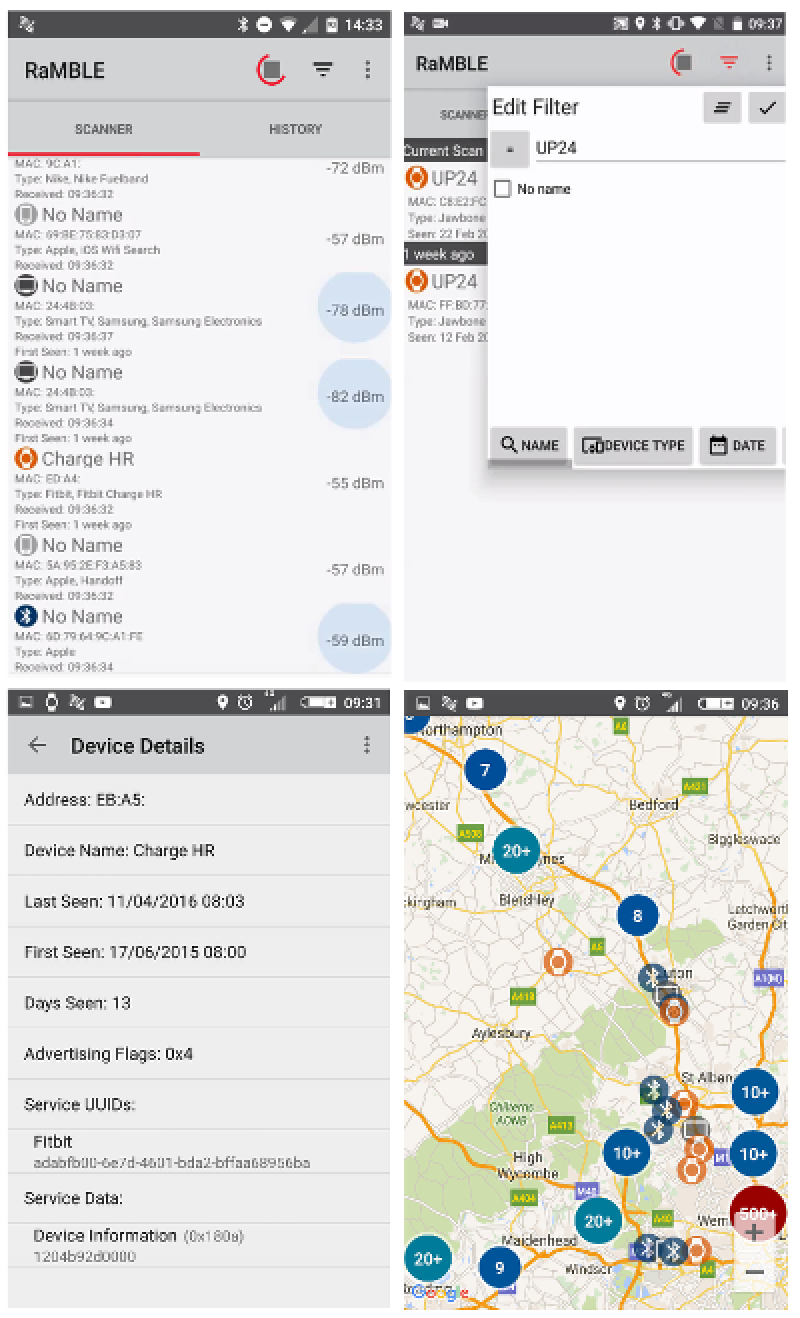 14:33
RaMBLE
SCANNER
HISTORY
MAC: 9C:A1:
Type: Nike, Nike Fuelband
Received: 09:36:32
-72 dBm
No Name
MAC: 69:BE:75:83:D3:07
Type: Apple, iOS Wifi Search
Received: 09:36:32
-57 dBm
No Name
MAC: 24:4B:03:
Type: Smart TV, Samsung, Samsung Electronics
Received: 09:36:37
First Seen: 1 week ago
-78 dBm
No Name
MAC: 24:4B:03:
Type: Smart TV, Samsung, Samsung Electronics
Received: 09:36:34
First Seen: 1 week ago
-82 dBm
Charge HR
MAC: ED:A4:
Type: Fitbit, Fitbit Charge HR
Received: 09:36:32
First Seen: 1 week ago
-55 dBm
No Name
MAC: 5A:95:2E:F3:A5:83
Type: Apple, Handoff
Received: 09:36:32
-57 dBm
No Name
MAC: 6D:79:64:9C:A1:FE
Type: Apple
Received: 09:36:34
-59 dBm
09:37
RaMBLE
SCANNER
Current Scan
UP24
MAC: C8:E2:FC
Type: Jawbone
Seen: 22 Feb 20
1 week ago
UP24
MAC: FF:BD:77:
Type: Jawbone
Seen: 12 Feb 20
Edit Filter
UP24
No name
NAME
DEVICE TYPE
DATE
09:31
Device Details
Address: EB:A5:
Device Name: Charge HR
Last Seen: 11/04/2016 08:03
First Seen: 17/06/2015 08:00
Days Seen: 13
Advertising Flags: 0x4
Service UUIDs:
Fitbit
adabfb00-6e7d-4601-bda2-bffaa68956ba
Service Data:
Device Information (0x180a)
1204b92d0000
09:36
orthampton
A6
7
A421
wcester
Bedford
A508
Biggleswade
20+
M
nes
ckingham
Bletchley
8
Letchwort
Garden Cit
A5
uton
A1(M)
A418
Aylesbury
St Alban
10+
Chilterns
AONB
A413
High
Wycombe
10+
M1
10+
A404
M40
20+
A40
Wem
500+
+
Maidenhead
20+
9
Windsor
A4
−
Google